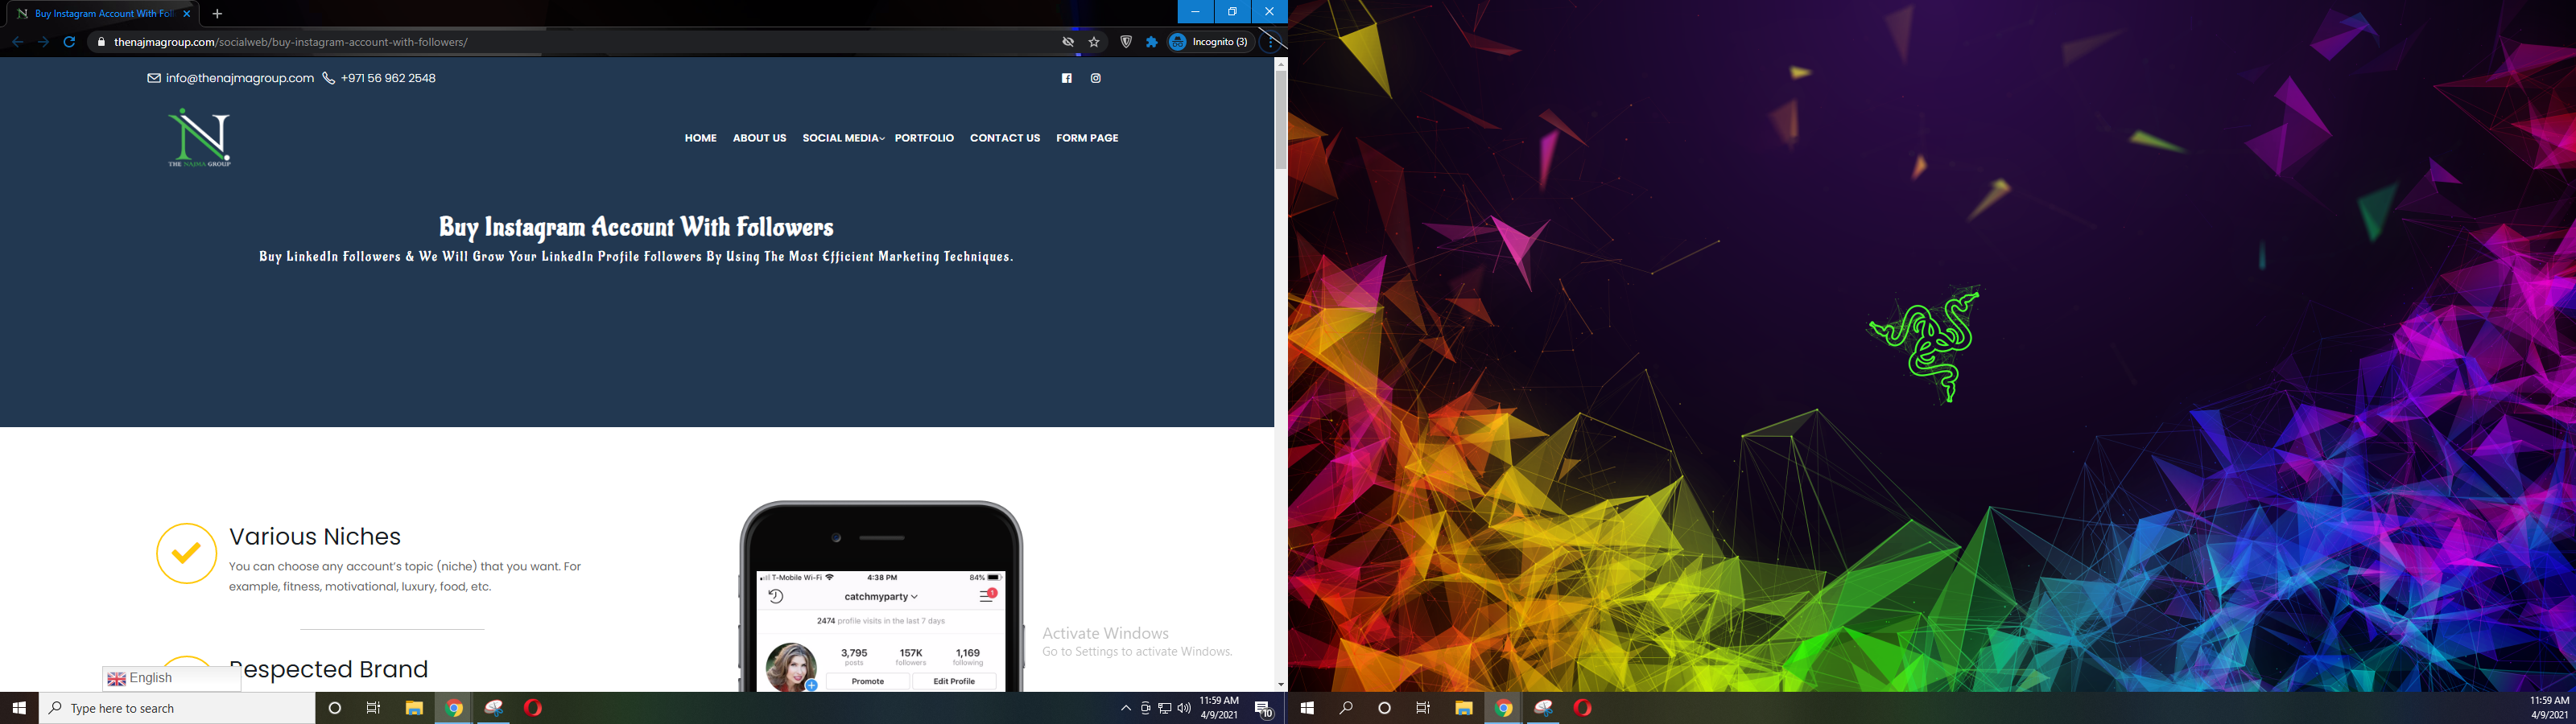 Buy Instagram Account With Fol
thenajmagroup.com/socialweb/buy-instagram-account-with-followers/
Incognito (3)
info@thenajmagroup.com +971 56 962 2548
THE NAJMA GROUP
HOME ABOUT US SOCIAL MEDIA PORTFOLIO CONTACT US FORM PAGE
Buy Instagram Account With Followers
Buy LinkedIn Followers & We Will Grow Your LinkedIn Profile Followers By Using The Most Efficient Marketing Techniques.
Various Niches
You can choose any account's topic (niche) that you want. For
example, fitness, motivational, luxury, food, etc.
Respected Brand
T-Mobile Wi-Fi 4:38 PM 84%
catchmyparty
1
2474 profile visits in the last 7 days
3,795 157K 1,169
posts followers following
Promote Edit Profile
Activate Windows
Go to Settings to activate Windows.
English
Type here to search
11:59 AM
4/9/2021
10
11:59 AM
4/9/2021